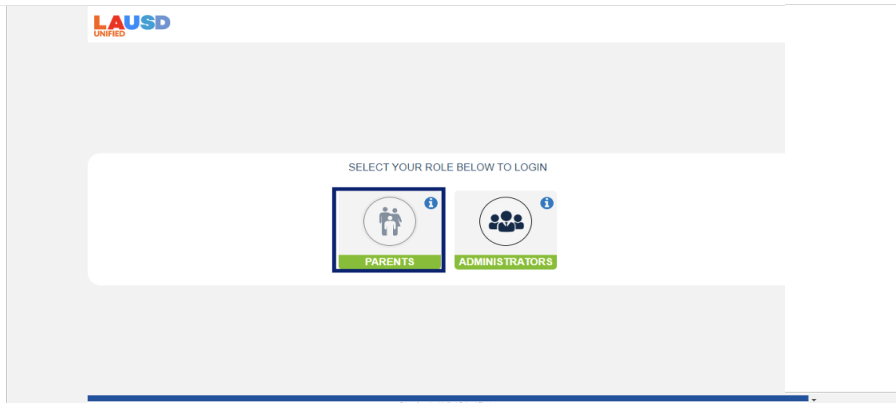 LAUSD
UNIFIED
SELECT YOUR ROLE BELOW TO LOGIN
PARENTS
ADMINISTRATORS